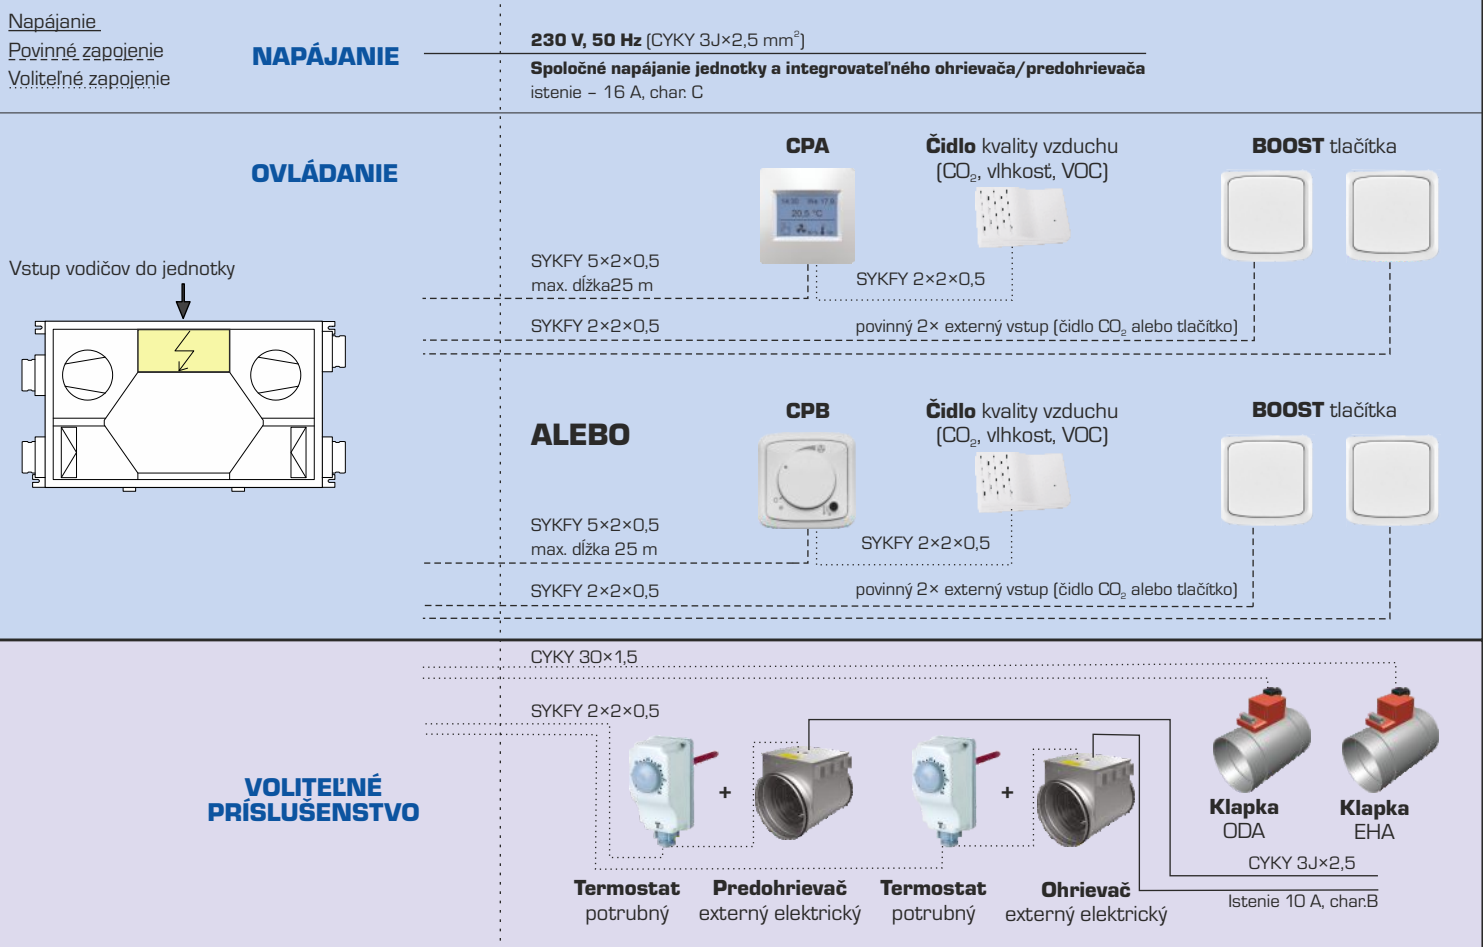 Napájanie
Povinné zapojenie
Voliteľné zapojenie
NAPÁJANIE
230 V, 50 Hz (CYKY 3J×2,5 mm²)
Spoločné napájanie jednotky a integrovateľného ohrievača/predohrievača
istenie – 16 A, char. C
OVLÁDANIE
CPA
Čidlo kvality vzduchu
(CO₂, vlhkosť, VOC)
BOOST tlačítka
20,5 °C
Vstup vodičov do jednotky
SYKFY 5×2×0,5
max. dĺžka25 m
SYKFY 2×2×0,5
SYKFY 2×2×0,5
povinný 2× externý vstup (čidlo CO₂ alebo tlačítko)
ALEBO
CPB
Čidlo kvality vzduchu
(CO₂, vlhkost, VOC)
BOOST tlačítka
SYKFY 5×2×0,5
max. dĺžka 25 m
SYKFY 2×2×0,5
SYKFY 2×2×0,5
povinný 2× externý vstup (čidlo CO₂ alebo tlačítko)
VOLITEĽNÉ
PRÍSLUŠENSTVO
CYKY 3O×1,5
SYKFY 2×2×0,5
+
+
Klapka
ODA
Klapka
EHA
CYKY 3J×2,5
Istenie 10 A, char.B
Termostat
potrubný
Predohrievač
externý elektrický
Termostat
potrubný
Ohrievač
externý elektrický